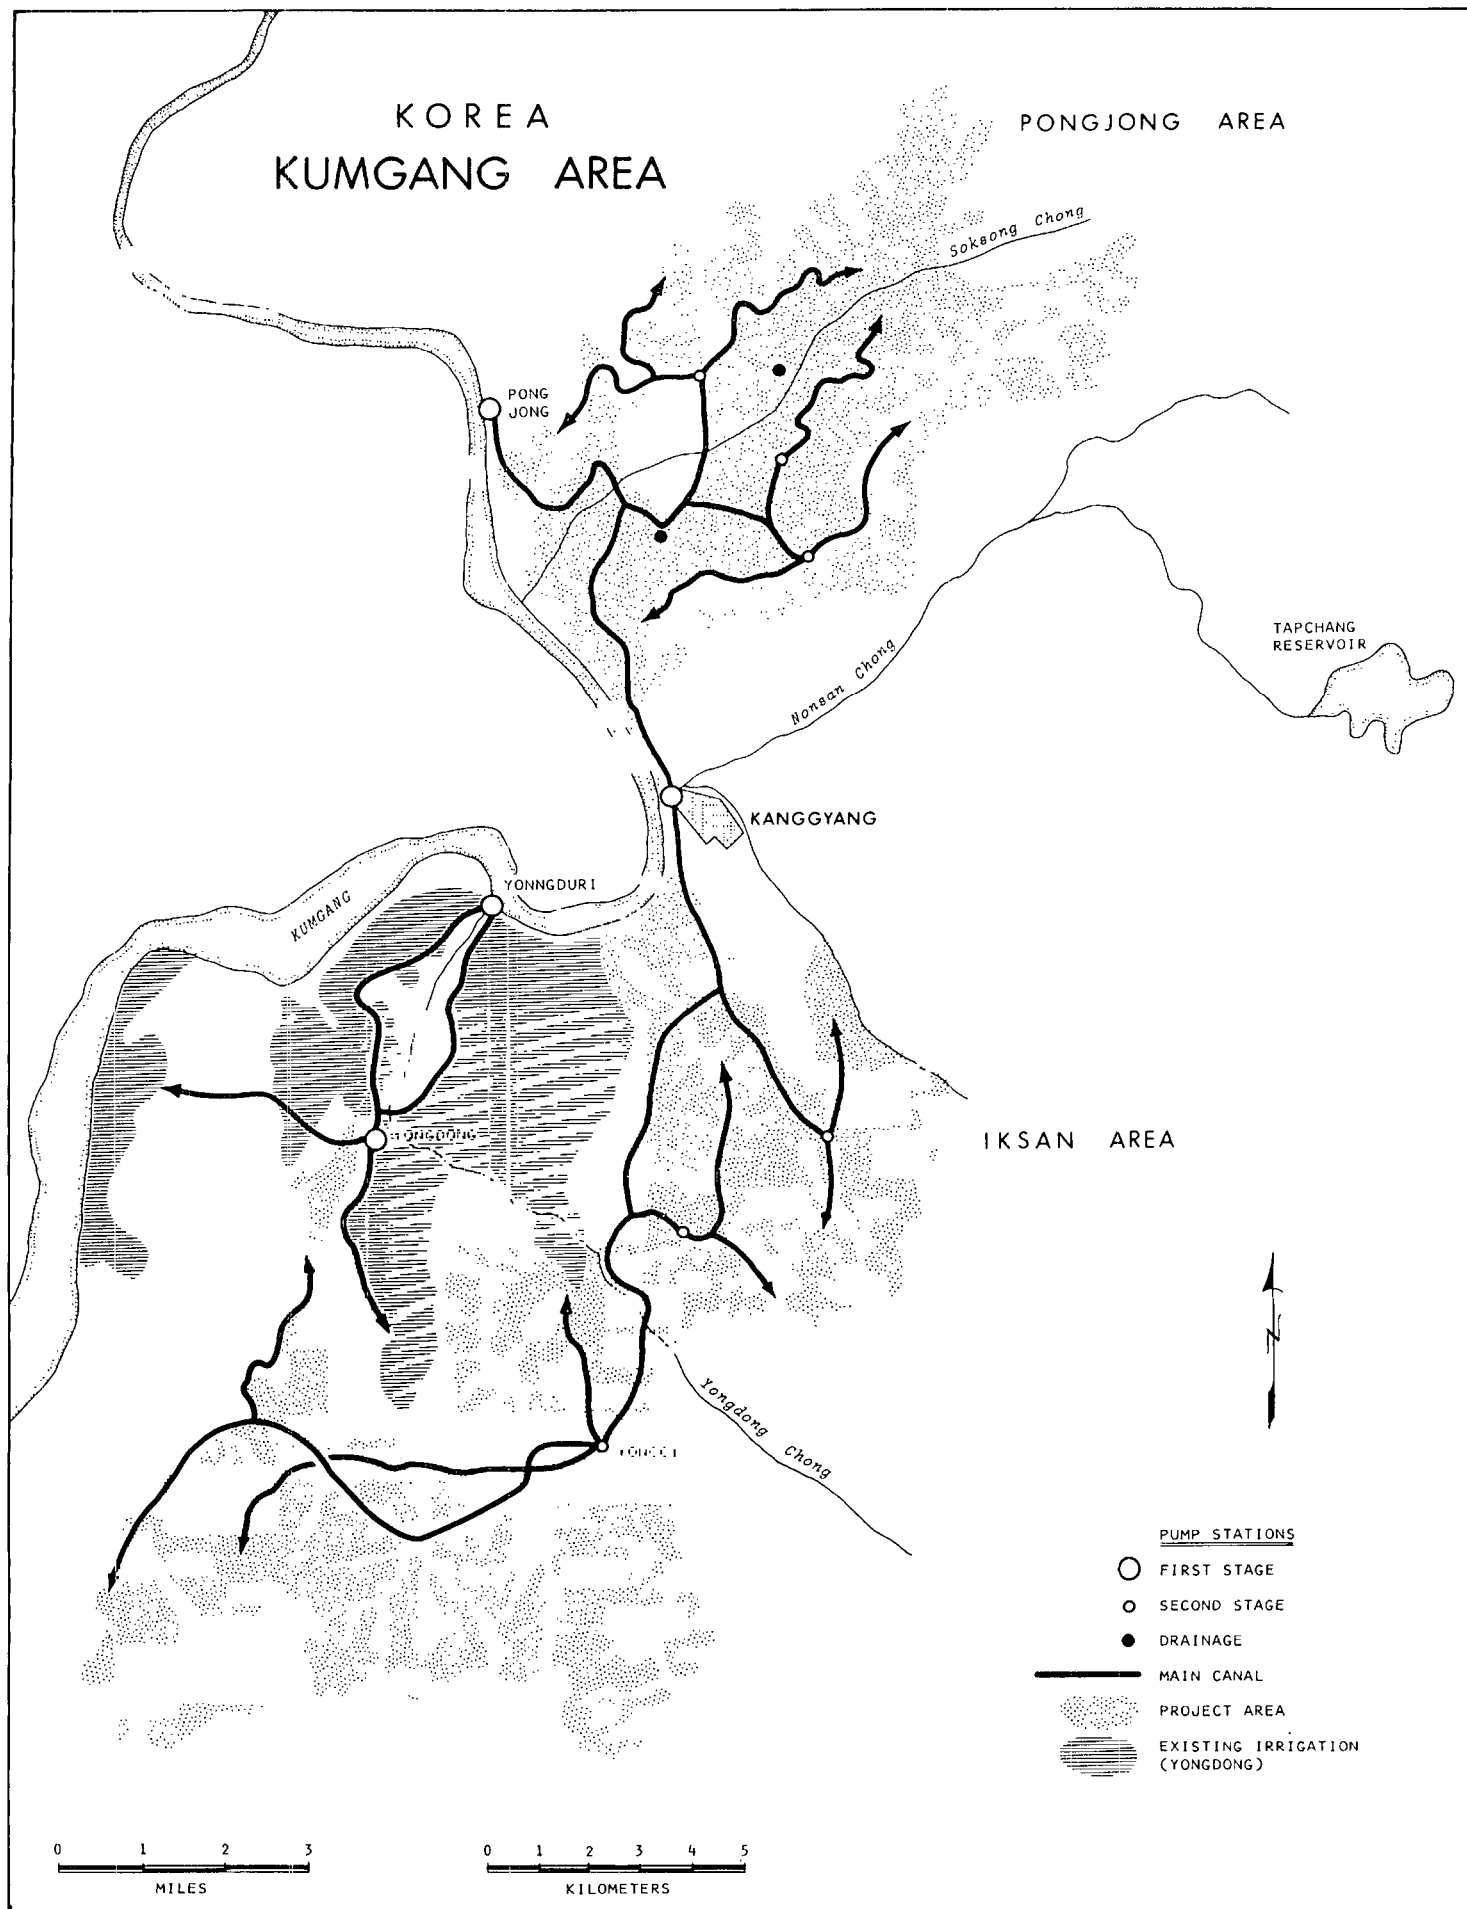 KOREA
KUMGANG AREA
PONGJONG AREA
Soksong Chong
PONG
JONG
TAPCHANG
RESERVOIR
Nonsan Chong
KANGGYANG
YONNGDURI
KUMGANG
YONGDONG
IKSAN AREA
N
Yongdong Chong
PUMP STATIONS
FIRST STAGE
SECOND STAGE
DRAINAGE
MAIN CANAL
PROJECT AREA
EXISTING IRRIGATION
(YONGDONG)
0 1 2 3
MILES
0 1 2 3 4 5
KILOMETERS